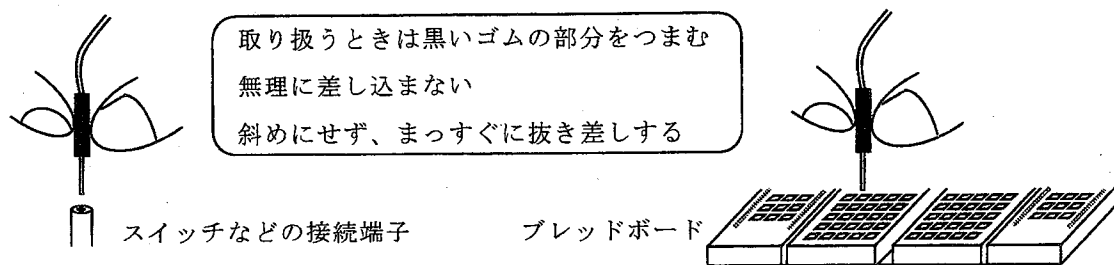 取り扱うときは黒いゴムの部分をつまむ
無理に差し込まない
斜めにせず、まっすぐに抜き差しする
スイッチなどの接続端子
ブレッドボード